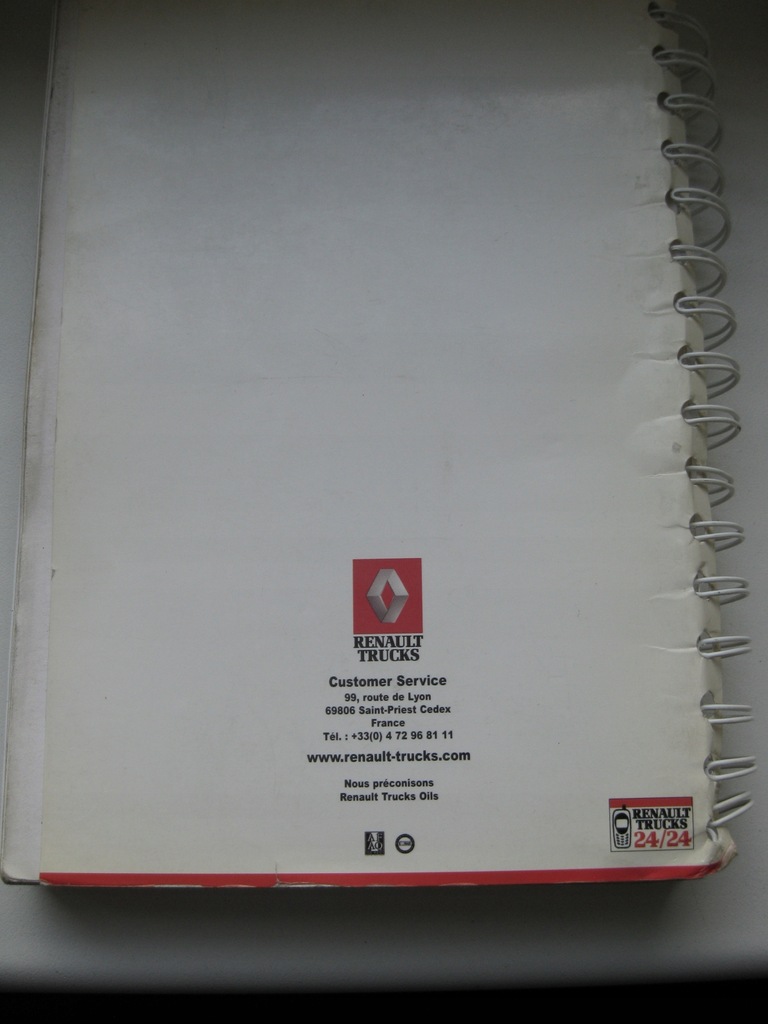 RENAULT
TRUCKS
Customer Service
99, route de Lyon
69806 Saint-Priest Cedex
France
Tél. : +33(0) 4 72 96 81 11
www.renault-trucks.com
Nous préconisons
Renault Trucks Oils
RENAULT
TRUCKS
24/24